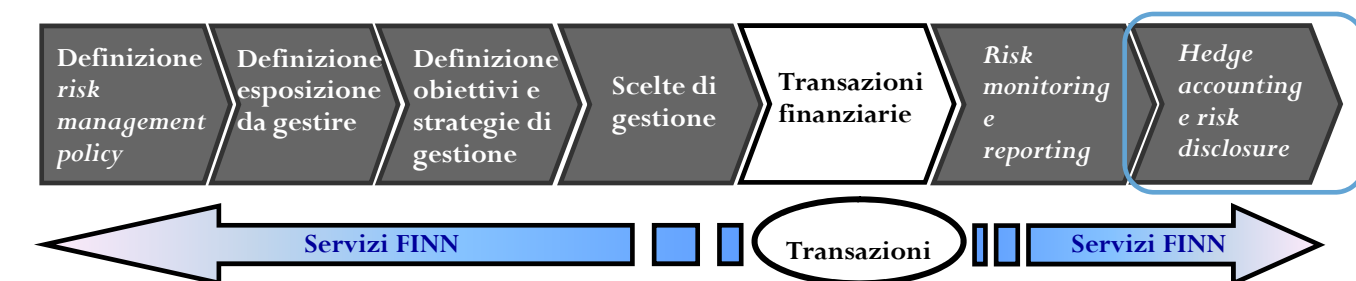 Definizione
risk
management
policy
Definizione
esposizione
da gestire
Definizione
obiettivi e
strategie di
gestione
Scelte di
gestione
Transazioni
finanziarie
Risk
monitoring
e
reporting
Hedge
accounting
e risk
disclosure
Servizi FINN
Transazioni
Servizi FINN